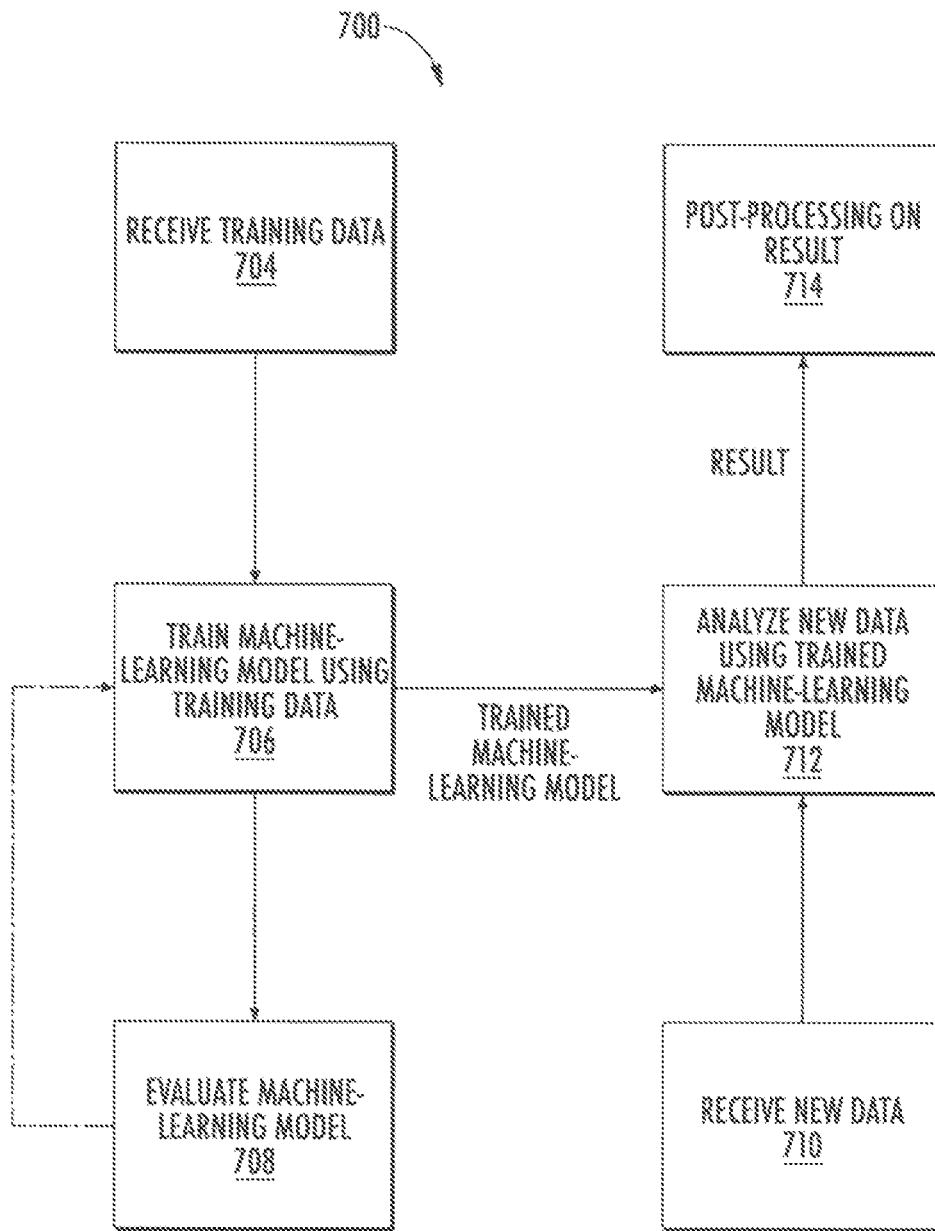 700
RECEIVE TRAINING DATA
704
POST-PROCESSING ON
RESULT
714
RESULT
TRAIN MACHINE-
LEARNING MODEL USING
TRAINING DATA
706
TRAINED
MACHINE-
LEARNING MODEL
ANALYZE NEW DATA
USING TRAINED
MACHINE-LEARNING
MODEL
712
EVALUATE MACHINE-
LEARNING MODEL
708
RECEIVE NEW DATA
710